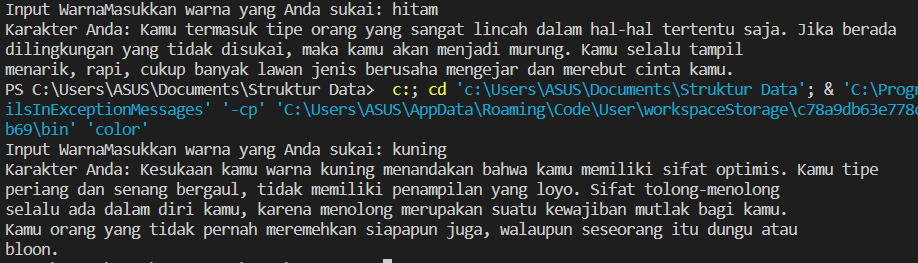 Input WarnaMasukkan warna yang Anda sukai: hitam
Karakter Anda: Kamu termasuk tipe orang yang sangat lincah dalam hal-hal tertentu saja. Jika berada
dilingkungan yang tidak disukai, maka kamu akan menjadi murung. Kamu selalu tampil
menarik, rapi, cukup banyak lawan jenis berusaha mengejar dan merebut cinta kamu.
PS C:\Users\ASUS\Documents\Struktur Data>  c:; cd 'c:\Users\ASUS\Documents\Struktur Data'; & 'C:\Progr
ilsInExceptionMessages' '-cp' 'C:\Users\ASUS\AppData\Roaming\Code\User\workspaceStorage\c78a9db63e778c
b69\bin' 'color'
Input WarnaMasukkan warna yang Anda sukai: kuning
Karakter Anda: Kesukaan kamu warna kuning menandakan bahwa kamu memiliki sifat optimis. Kamu tipe
periang dan senang bergaul, tidak memiliki penampilan yang loyo. Sifat tolong-menolong
selalu ada dalam diri kamu, karena menolong merupakan suatu kewajiban mutlak bagi kamu.
Kamu orang yang tidak pernah meremehkan siapapun juga, walaupun seseorang itu dungu atau
bloon.